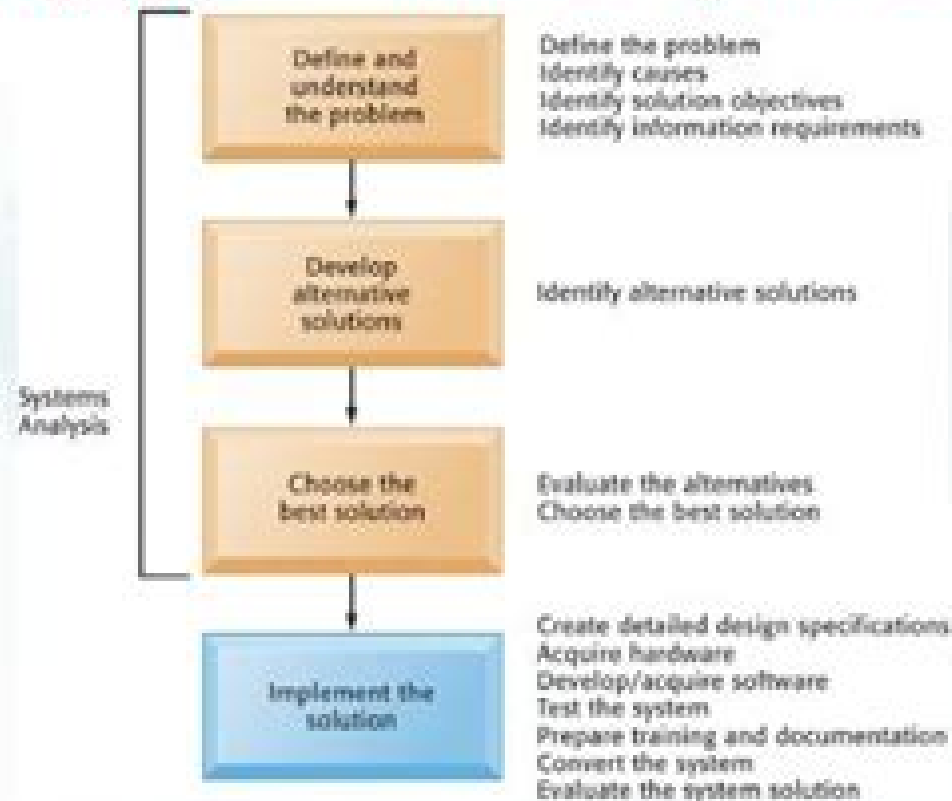 Define and
understand
the problem
Define the problem
Identify causes
Identify solution objectives
Identify information requirements
Develop
alternative
solutions
Identify alternative solutions
Systems
Analysis
Choose the
best solution
Evaluate the alternatives
Choose the best solution
Implement the
solution
Create detailed design specifications
Acquire hardware
Develop/acquire software
Test the system
Prepare training and documentation
Convert the system
Evaluate the system solution